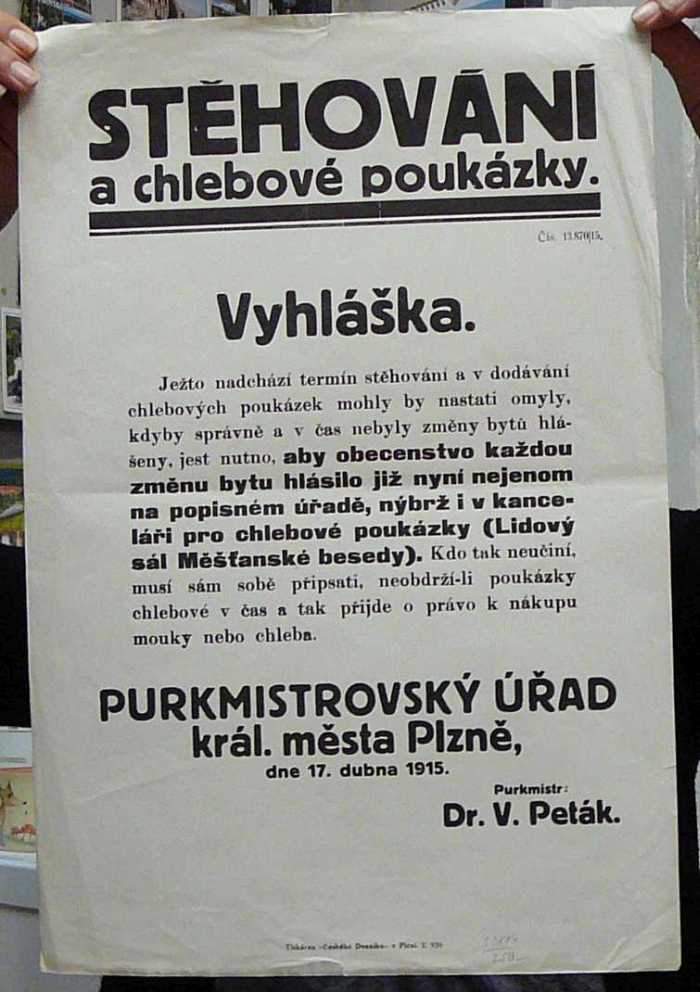 STĚHOVÁNÍ
a chlebové poukázky.
Čís. 13.870/15.
Vyhláška.
Ježto nadchází termín stěhování a v dodávání
chlebových poukázek mohly by nastati omyly,
kdyby správně a v čas nebyly změny bytů hlá-
šeny, jest nutno, aby obecenstvo každou
změnu bytu hlásilo již nyní nejenom
na popisném úřadě, nýbrž i v kance-
láři pro chlebové poukázky (Lidový
sál Měšťanské besedy). Kdo tak neučiní,
musí sám sobě připsati, neobdrží-li poukázky
chlebové v čas a tak přijde o právo k nákupu
mouky nebo chleba.
PURKMISTROVSKÝ ÚŘAD
král. města Plzně,
dne 17. dubna 1915.
Purkmistr:
Dr. V. Peták.
Tiskárna »Českého Denníku« v Plzni.